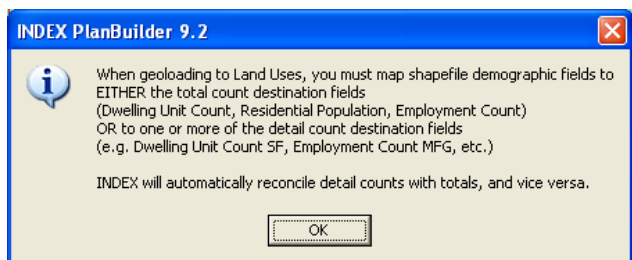 INDEX PlanBuilder 9.2
When geoloading to Land Uses, you must map shapefile demographic fields to
EITHER the total count destination fields
(Dwelling Unit Count, Residential Population, Employment Count)
OR to one or more of the detail count destination fields
(e.g. Dwelling Unit Count SF, Employment Count MFG, etc.)
INDEX will automatically reconcile detail counts with totals, and vice versa.
OK